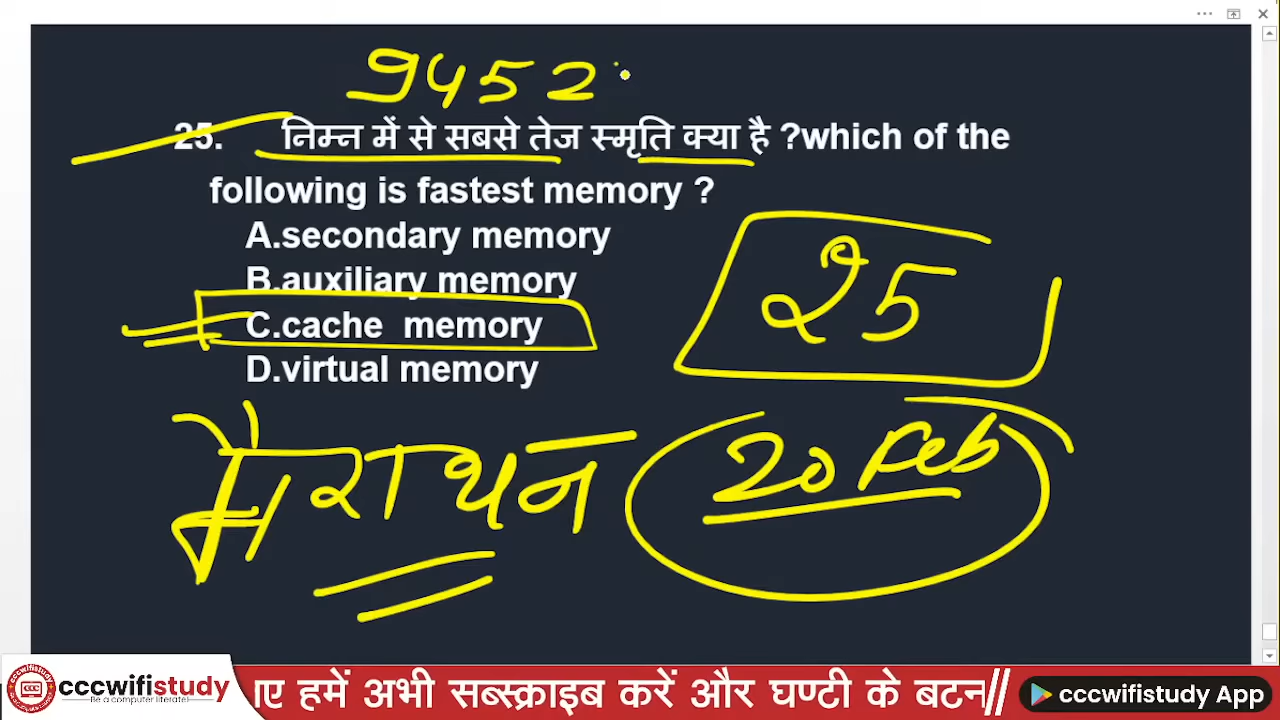 9452
25. निम्न में से सबसे तेज स्मृति क्या है ?which of the
following is fastest memory ?
A.secondary memory
B.auxiliary memory
C.cache memory
D.virtual memory
25
मैराथन
20 Feb
cccwifistudy
Be a computer literate!
ाए हमें अभी सब्स्क्राइब करें और घण्टी के बटन//
cccwifistudy App